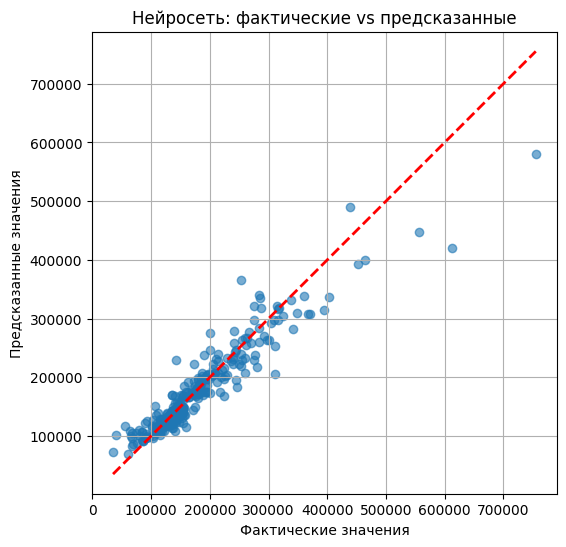 Нейросеть: фактические vs предсказанные
Предсказанные значения
700000
600000
500000
400000
300000
200000
100000
0 100000 200000 300000 400000 500000 600000 700000
Фактические значения